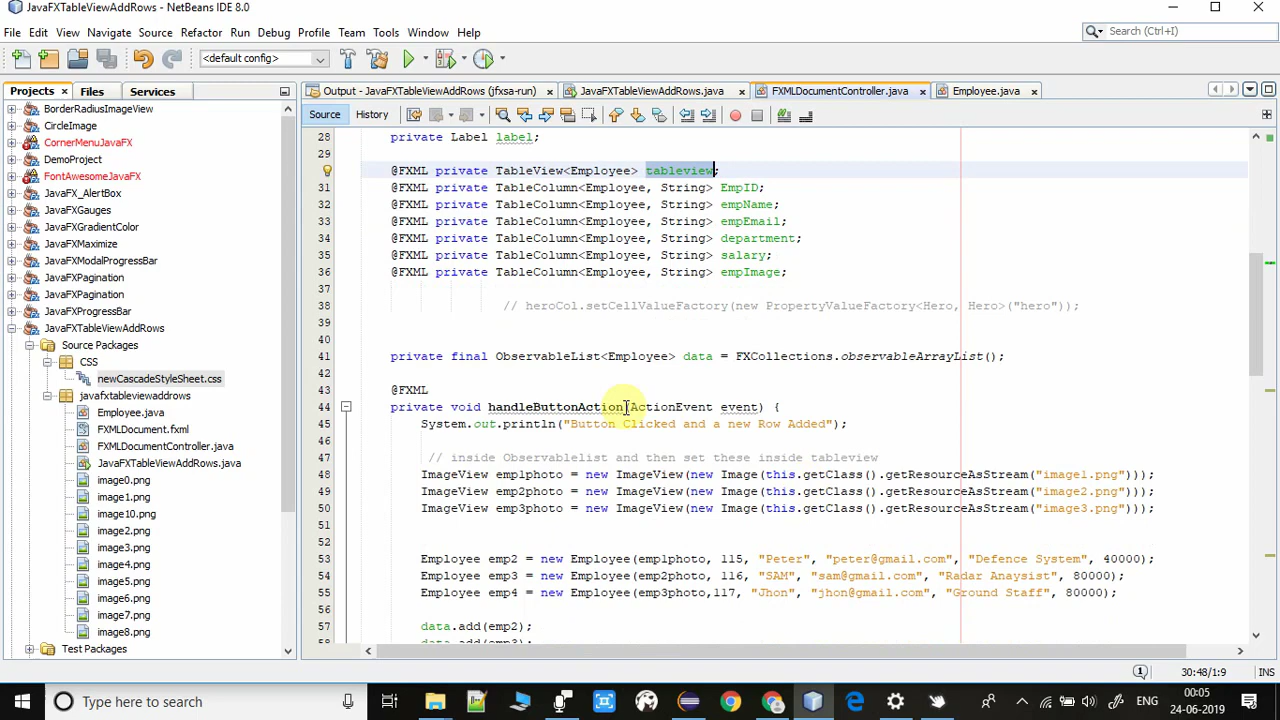 JavaFXTableViewAddRows - NetBeans IDE 8.0
File Edit View Navigate Source Refactor Run Debug Profile Team Tools Window Help
Search (Ctrl+I)
<default config>
Projects Files Services
Output - JavaFXTableViewAddRows (jfxsa-run) JavaFXTableViewAddRows.java FXMLDocumentController.java Employee.java
Source History
BorderRadiusImageView
CircleImage
CornerMenuJavaFX
DemoProject
FontAwesomeJavaFX
JavaFX_AlertBox
JavaFXGauges
JavaFXGradientColor
JavaFXMaximize
JavaFXModalProgressBar
JavaFXPagination
JavaFXPagination
JavaFXProgressBar
JavaFXTableViewAddRows
Source Packages
CSS
newCascadeStyleSheet.css
javafxtableviewaddrows
Employee.java
FXMLDocument.fxml
FXMLDocumentController.java
JavaFXTableViewAddRows.java
image0.png
image1.png
image10.png
image2.png
image3.png
image4.png
image5.png
image6.png
image7.png
image8.png
Test Packages
28 private Label label;
29
@FXML private TableView<Employee> tableview;
31 @FXML private TableColumn<Employee, String> EmpID;
32 @FXML private TableColumn<Employee, String> empName;
33 @FXML private TableColumn<Employee, String> empEmail;
34 @FXML private TableColumn<Employee, String> department;
35 @FXML private TableColumn<Employee, String> salary;
36 @FXML private TableColumn<Employee, String> empImage;
37
38 // heroCol.setCellValueFactory(new PropertyValueFactory<Hero, Hero>("hero"));
39
40
41 private final ObservableList<Employee> data = FXCollections.observableArrayList();
42
43 @FXML
44 private void handleButtonAction(ActionEvent event) {
45 System.out.println("Button Clicked and a new Row Added");
46
47 // inside Observablelist and then set these inside tableview
48 ImageView emp1photo = new ImageView(new Image(this.getClass().getResourceAsStream("image1.png")));
49 ImageView emp2photo = new ImageView(new Image(this.getClass().getResourceAsStream("image2.png")));
50 ImageView emp3photo = new ImageView(new Image(this.getClass().getResourceAsStream("image3.png")));
51
52
53 Employee emp2 = new Employee(emp1photo, 115, "Peter", "peter@gmail.com", "Defence System", 40000);
54 Employee emp3 = new Employee(emp2photo, 116, "SAM", "sam@gmail.com", "Radar Anaysist", 80000);
55 Employee emp4 = new Employee(emp3photo,117, "Jhon", "jhon@gmail.com", "Ground Staff", 80000);
56
57 data.add(emp2);
58 data.add(emp3);
30:48/1:9 INS
Type here to search
ENG
00:05
24-06-2019